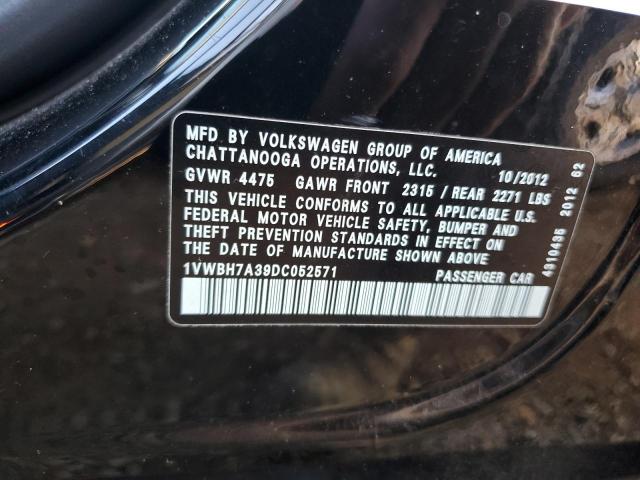 MFD BY VOLKSWAGEN GROUP OF AMERICA
CHATTANOOGA OPERATIONS, LLC. 10/2012
GVWR 4475 GAWR FRONT 2315 / REAR 2271 LBS
THIS VEHICLE CONFORMS TO ALL APPLICABLE U.S.
FEDERAL MOTOR VEHICLE SAFETY, BUMPER AND
THEFT PREVENTION STANDARDS IN EFFECT ON
THE DATE OF MANUFACTURE SHOWN ABOVE
1VWBH7A39DC052571 PASSENGER CAR
4310435 2012 62